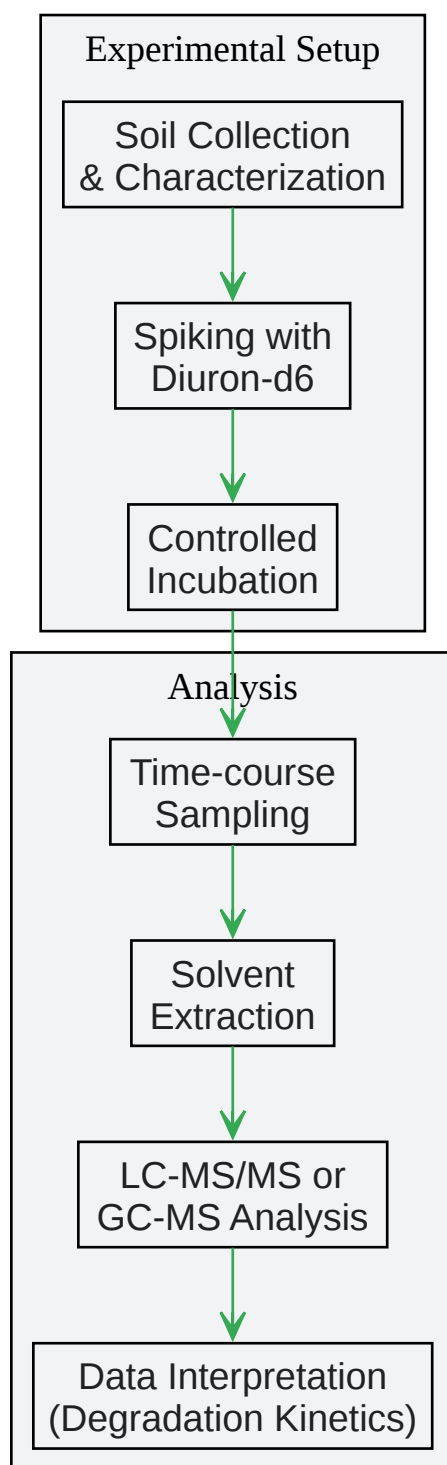 Experimental Setup
Soil Collection
& Characterization
Spiking with
Diuron-d6
Controlled
Incubation
Analysis
Time-course
Sampling
Solvent
Extraction
LC-MS/MS or
GC-MS Analysis
Data Interpretation
(Degradation Kinetics)